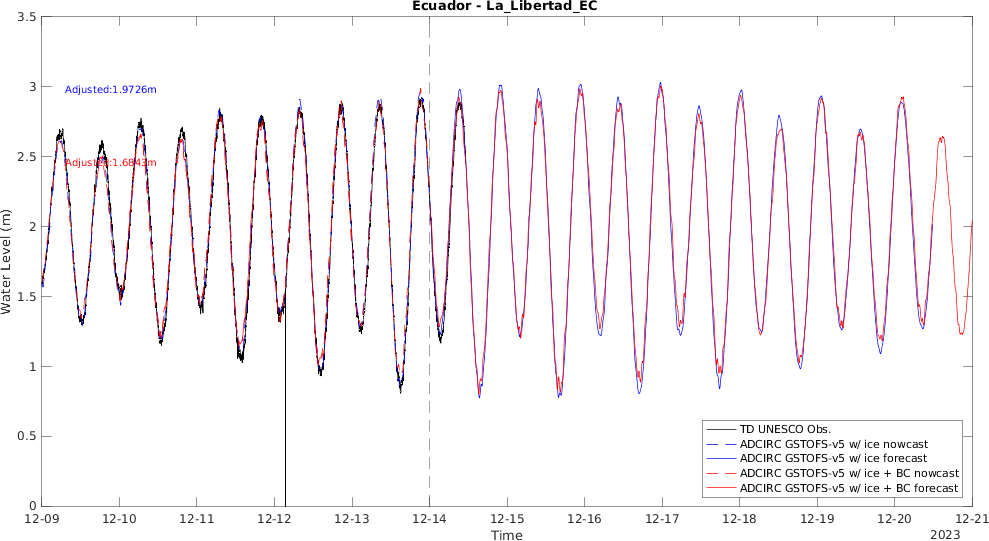 Ecuador - La_Libertad_EC
3.5
3
2.5
2
1.5
1
0.5
0
Water Level (m)
Adjusted:1.9726m
Adjusted:1.6843m
TD UNESCO Obs.
ADCIRC GSTOFS-v5 w/ ice nowcast
ADCIRC GSTOFS-v5 w/ ice forecast
ADCIRC GSTOFS-v5 w/ ice + BC nowcast
ADCIRC GSTOFS-v5 w/ ice + BC forecast
12-09 12-10 12-11 12-12 12-13 12-14 12-15 12-16 12-17 12-18 12-19 12-20 12-21
Time
2023